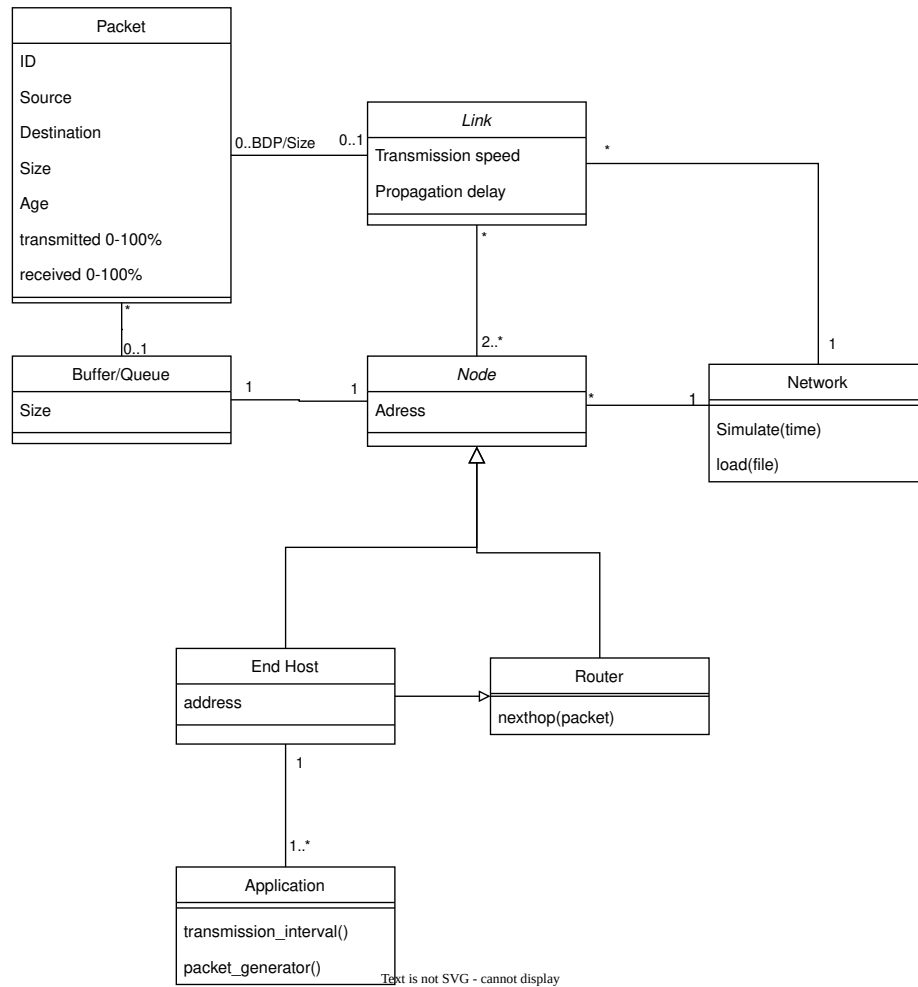 Packet
ID
Source
Destination
Size
Age
transmitted 0-100%
received 0-100%
0..BDP/Size
0..1
Link
Transmission speed
Propagation delay
*
*
*
0..1
2..*
1
Buffer/Queue
Size
1
1
Node
Adress
*
1
Network
Simulate(time)
load(file)
End Host
address
Router
nexthop(packet)
1
1..*
Application
transmission_interval()
packet_generator()
Text is not SVG - cannot display